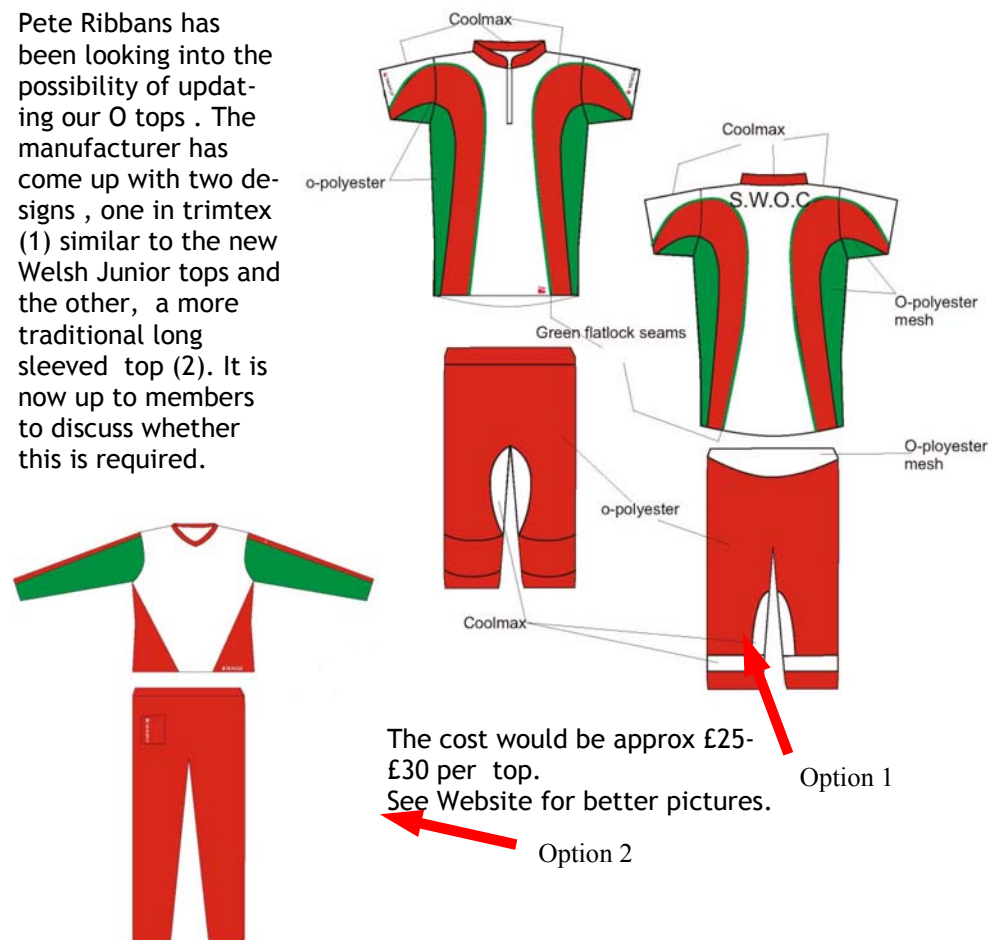 Pete Ribbans has
been looking into the
possibility of updat-
ing our O tops . The
manufacturer has
come up with two de-
signs , one in trimtex
(1) similar to the new
Welsh Junior tops and
the other, a more
traditional long
sleeved top (2). It is
now up to members
to discuss whether
this is required.
Coolmax
o-polyester
Coolmax
S.W.O.C
O-polyester
mesh
Green flatlock seams
O-ployester
mesh
o-polyester
Coolmax
The cost would be approx £25-
£30 per top.
See Website for better pictures.
Option 1
Option 2